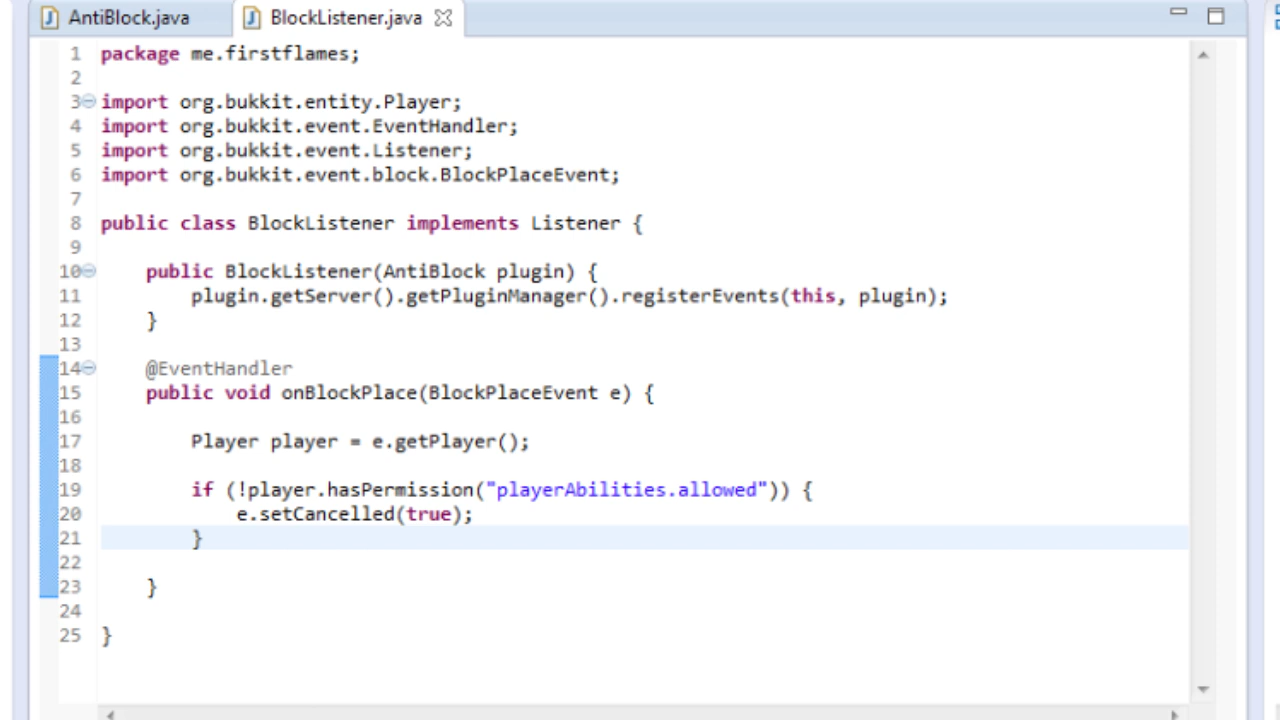 AntiBlock.java BlockListener.java
1 package me.firstflames;
2
3 import org.bukkit.entity.Player;
4 import org.bukkit.event.EventHandler;
5 import org.bukkit.event.Listener;
6 import org.bukkit.event.block.BlockPlaceEvent;
7
8 public class BlockListener implements Listener {
9
10     public BlockListener(AntiBlock plugin) {
11         plugin.getServer().getPluginManager().registerEvents(this, plugin);
12     }
13
14     @EventHandler
15     public void onBlockPlace(BlockPlaceEvent e) {
16
17         Player player = e.getPlayer();
18
19         if (!player.hasPermission("playerAbilities.allowed")) {
20             e.setCancelled(true);
21         }
22
23     }
24
25 }